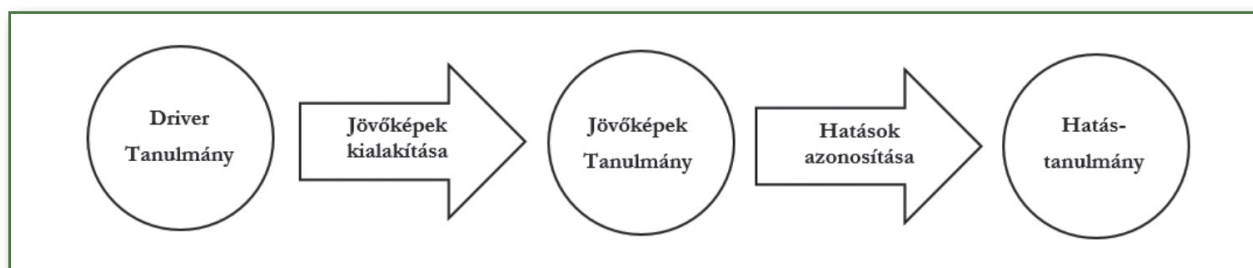 Driver
Tanulmány
Jövőképek
kialakítása
Jövőképek
Tanulmány
Hatások
azonosítása
Hatás-
tanulmány